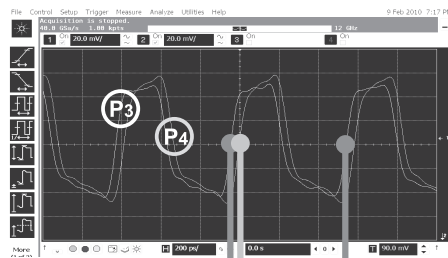 File Control Setup Trigger Measure Analyze Utilities Help 9 Feb 2010 7:17 P
Acquisition is stopped.
40.0 GSa/s 1.00 kpts 12 GHz
1 On 20.0 mV/ 2 On 20.0 mV/ 3 On 4 On
P3
P4
More
(1 of 2)
H 200 ps/ 0.0 s 0 T 90.0 mV